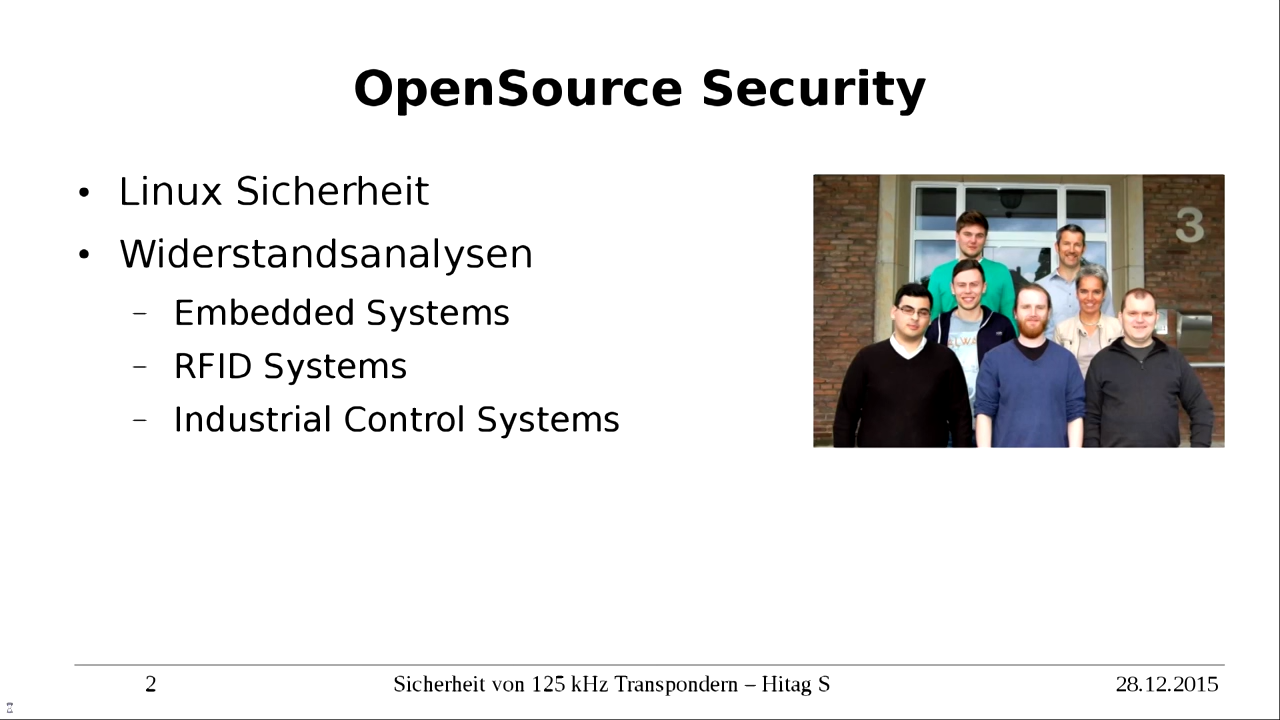 OpenSource Security
• Linux Sicherheit
• Widerstandsanalysen
– Embedded Systems
– RFID Systems
– Industrial Control Systems
3
2 Sicherheit von 125 kHz Transpondern – Hitag S 28.12.2015